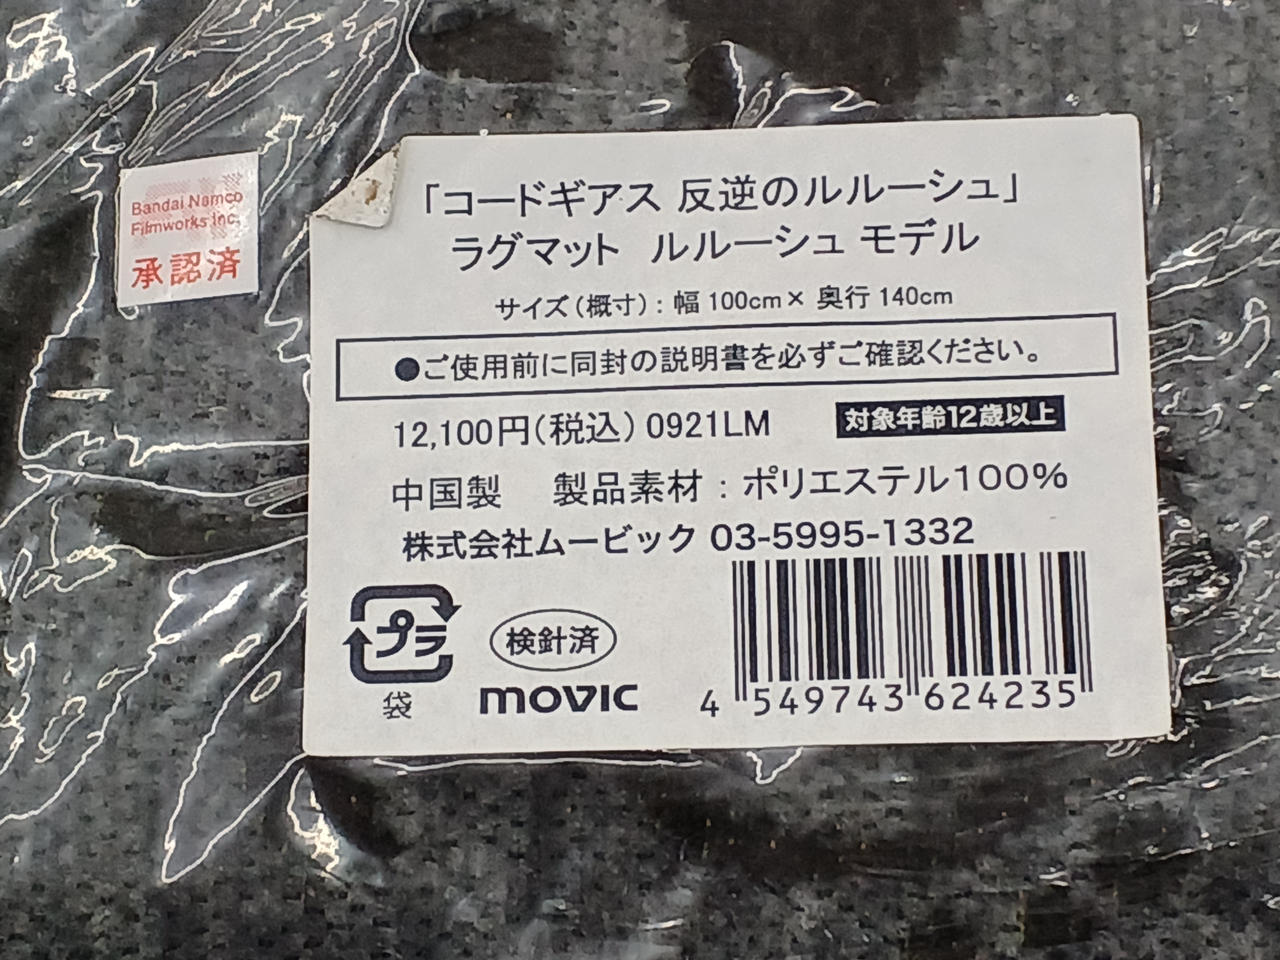 Bandai Namco
Filmworks Inc.
承認済
「コードギアス 反逆のルルーシュ」
ラグマット ルルーシュ モデル
サイズ(概寸):幅 100cm× 奥行 140cm
●ご使用前に同封の説明書を必ずご確認ください。
12,100円(税込) 0921LM 対象年齢12歳以上
中国製 製品素材:ポリエステル100%
株式会社ムービック 03-5995-1332
プラ
袋
検針済
movic
4 549743 624235